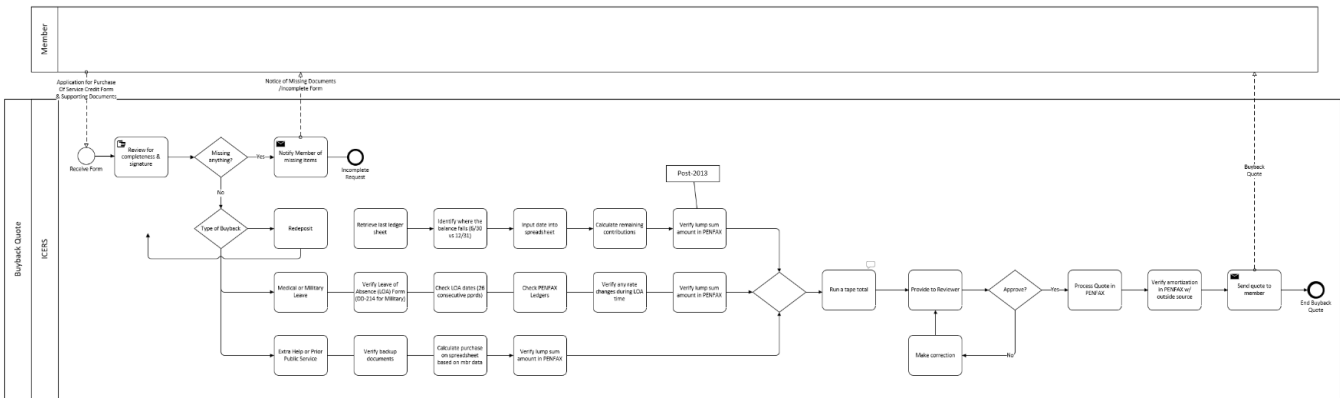 Member
Application for Purchase
Of Service Credit Form
& Supporting Documents
Notice of Missing Documents
/Incomplete Form
Buyback
Quote
Buyback Quote
ICERS
Receive Form
Review for
completeness &
signature
Missing
anything?
Yes
Notify Member of
missing items
Incomplete
Request
No
Post-2013
Type of Buyback
Redeposit
Retrieve last ledger
sheet
Identify where the
balance falls (6/30
vs 12/31)
Input date into
spreadsheet
Calculate remaining
contributions
Verify lump sum
amount in PENFAX
Medical or Military
Leave
Verify Leave of
Absence (LOA) Form
(DD-214 for Military)
Check LOA dates (26
consecutive pprds)
Check PENFAX
Ledgers
Verify any rate
changes during LOA
time
Verify lump sum
amount in PENFAX
Run a tape total
Provide to Reviewer
Approve?
Yes
Process Quote in
PENFAX
Verify amortization
in PENFAX w/
outside source
Send quote to
member
End Buyback
Quote
Extra Help or Prior
Public Service
Verify backup
documents
Calculate purchase
on spreadsheet
based on mbr data
Verify lump sum
amount in PENFAX
Make correction
No